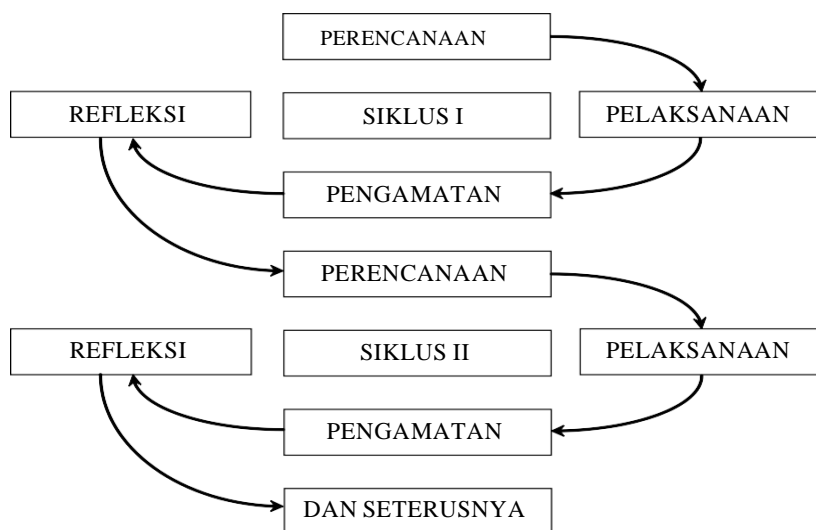 PERENCANAAN
REFLEKSI
SIKLUS I
PELAKSANAAN
PENGAMATAN
PERENCANAAN
REFLEKSI
SIKLUS II
PELAKSANAAN
PENGAMATAN
DAN SETERUSNYA